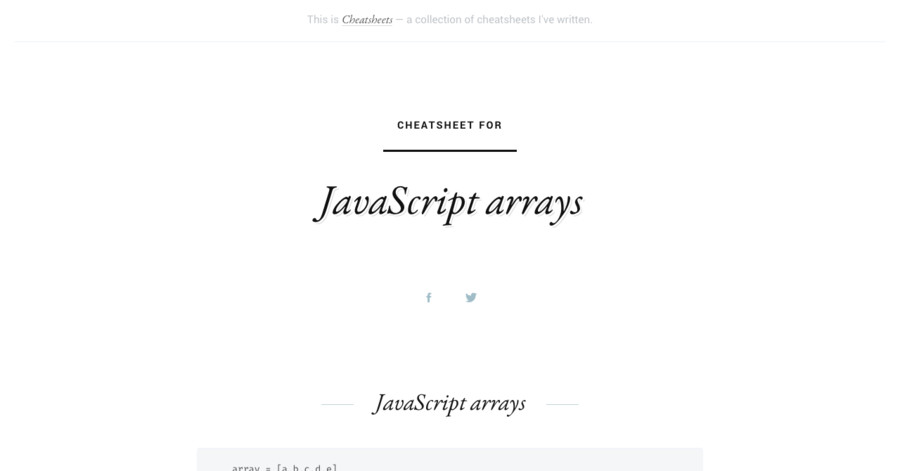 This is Cheatsheets — a collection of cheatsheets I've written.
CHEATSHEET FOR
JavaScript arrays
JavaScript arrays
array = [a,b,c,d,e]